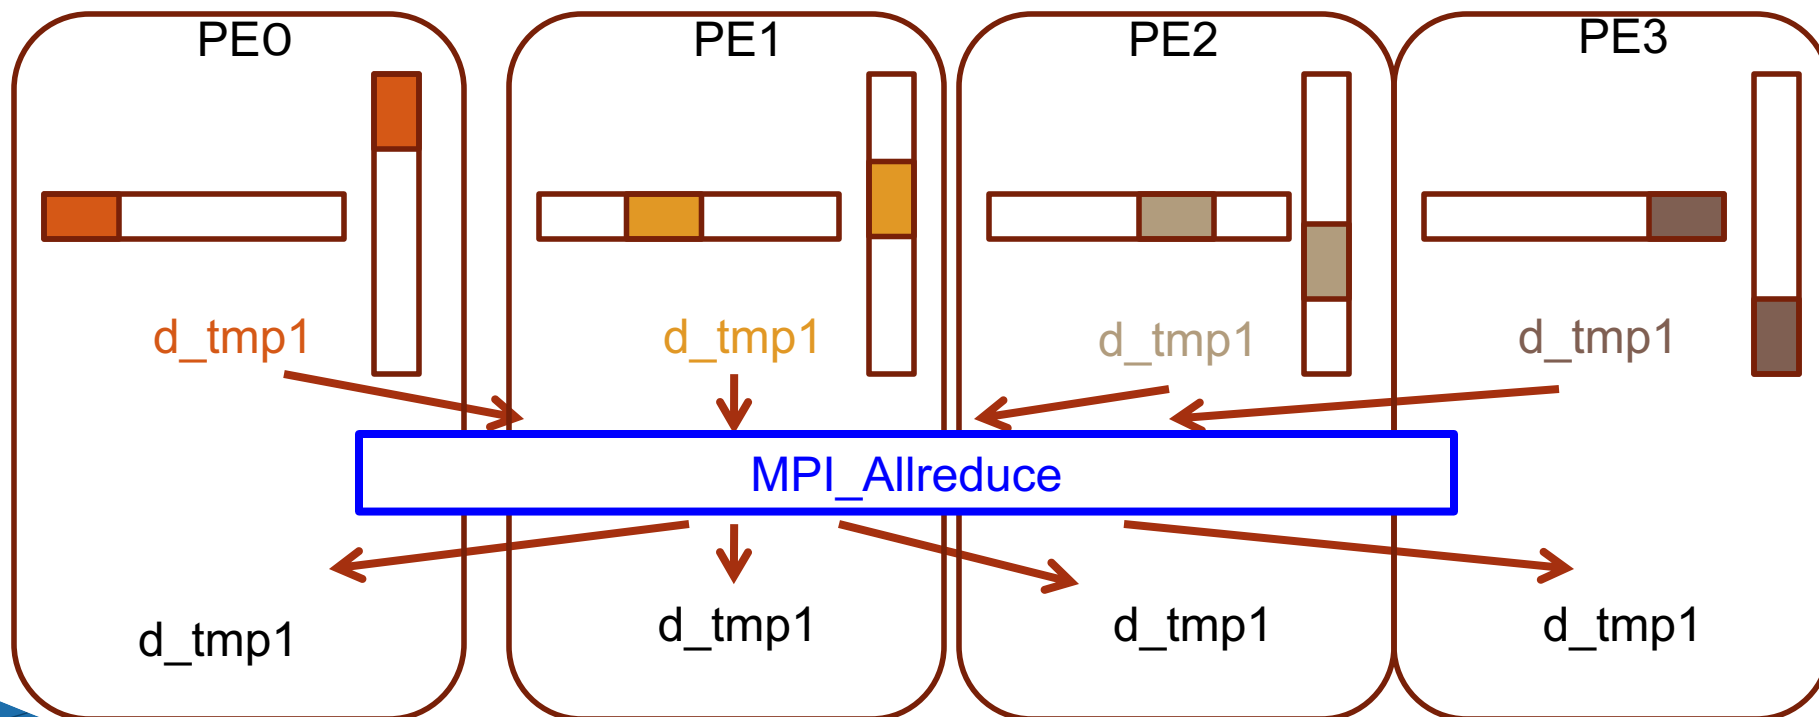 PE0
PE1
PE2
PE3
d_tmp1
d_tmp1
d_tmp1
d_tmp1
MPI_Allreduce
d_tmp1
d_tmp1
d_tmp1
d_tmp1